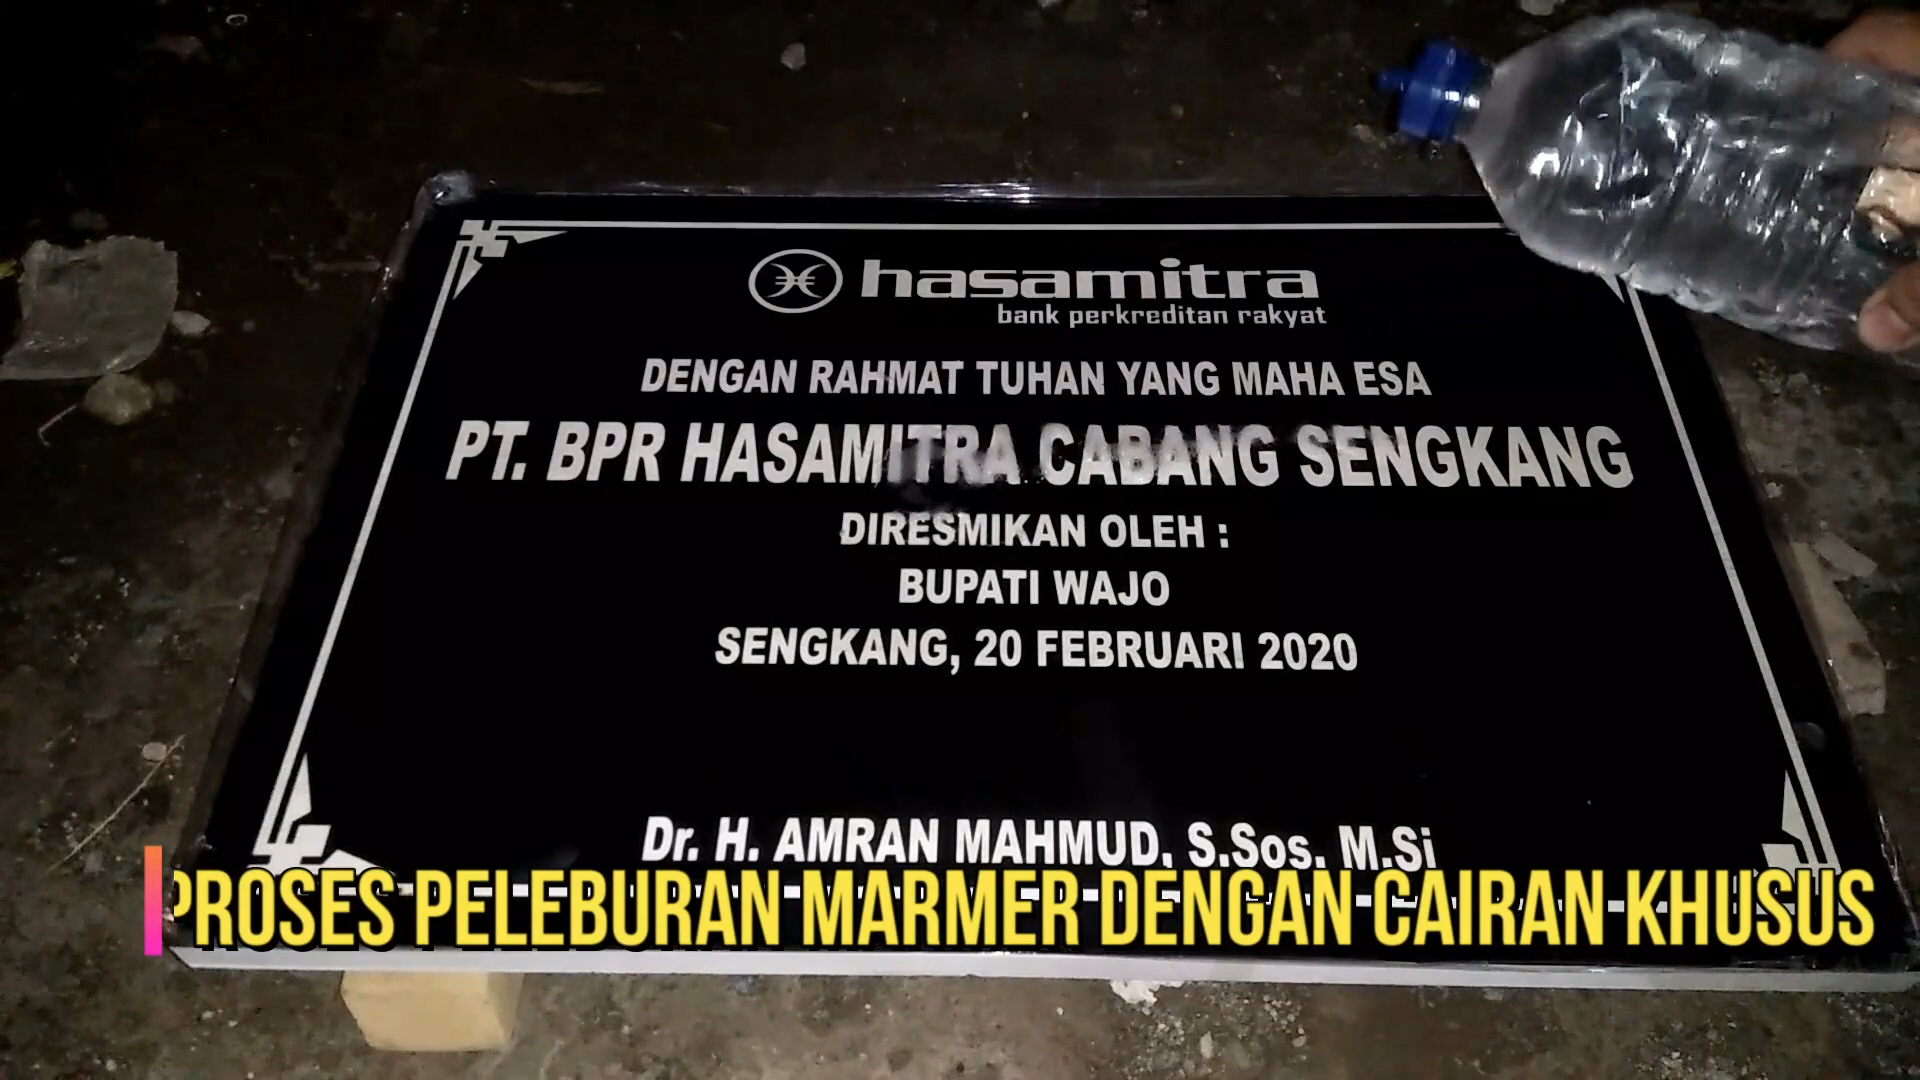 hasamitra
bank perkreditan rakyat
DENGAN RAHMAT TUHAN YANG MAHA ESA
PT. BPR HASAMITRA CABANG SENGKANG
DIRESMIKAN OLEH :
BUPATI WAJO
SENGKANG, 20 FEBRUARI 2020
Dr. H. AMRAN MAHMUD, S.Sos. M.Si
PROSES PELEBURAN MARMER DENGAN CAIRAN KHUSUS